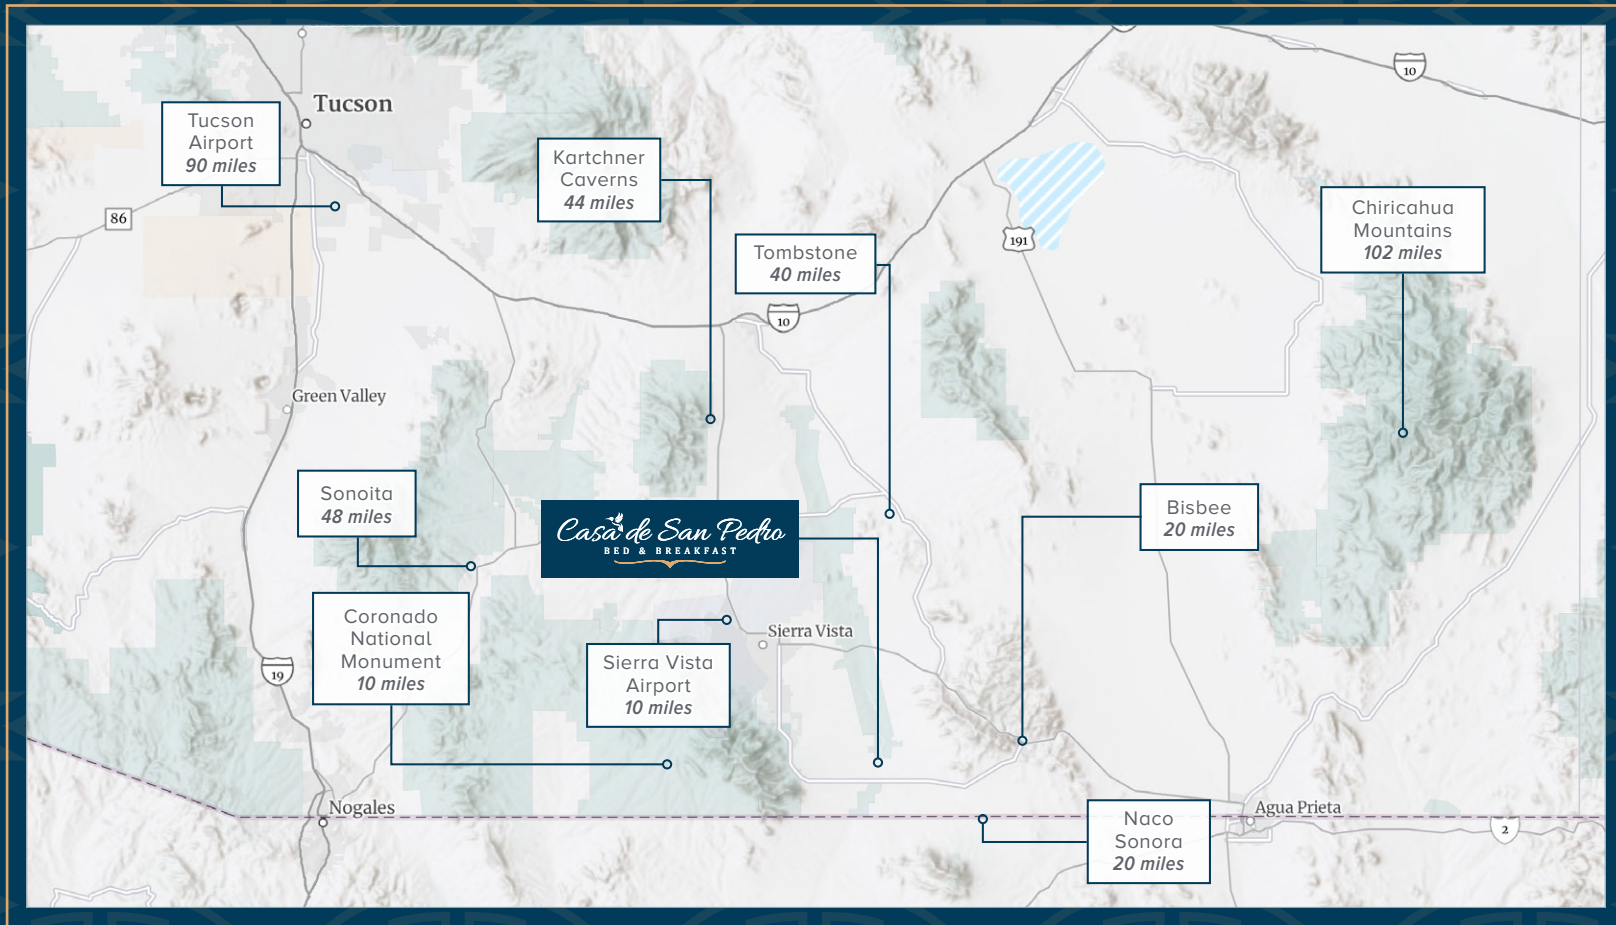 10
Tucson
Tucson
Airport
90 miles
Kartchner
Caverns
44 miles
86
191
Chiricahua
Mountains
102 miles
Tombstone
40 miles
10
Green Valley
Sonoita
48 miles
Casa de San Pedro
BED & BREAKFAST
Bisbee
20 miles
Coronado
National
Monument
10 miles
Sierra Vista
Sierra Vista
Airport
10 miles
19
Nogales
Naco
Sonora
20 miles
Agua Prieta
2